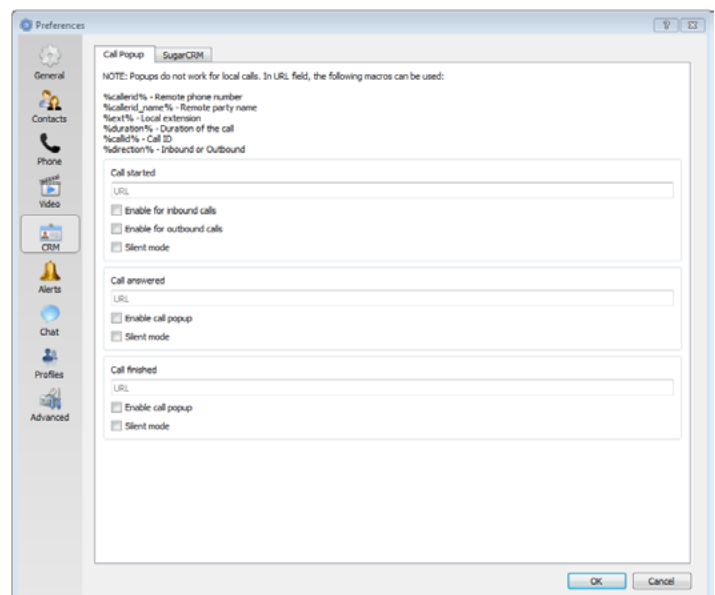 Preferences
General
Contacts
Phone
Video
CRM
Alerts
Chat
Profiles
Advanced
Call Popup SugarCRM
NOTE: Popups do not work for local calls. In URL field, the following macros can be used:
%callerid% - Remote phone number
%callerid_name% - Remote party name
%ext% - Local extension
%duration% - Duration of the call
%callid% - Call ID
%direction% - Inbound or Outbound
Call started
URL
Enable for inbound calls
Enable for outbound calls
Silent mode
Call answered
URL
Enable call popup
Silent mode
Call finished
URL
Enable call popup
Silent mode
OK Cancel